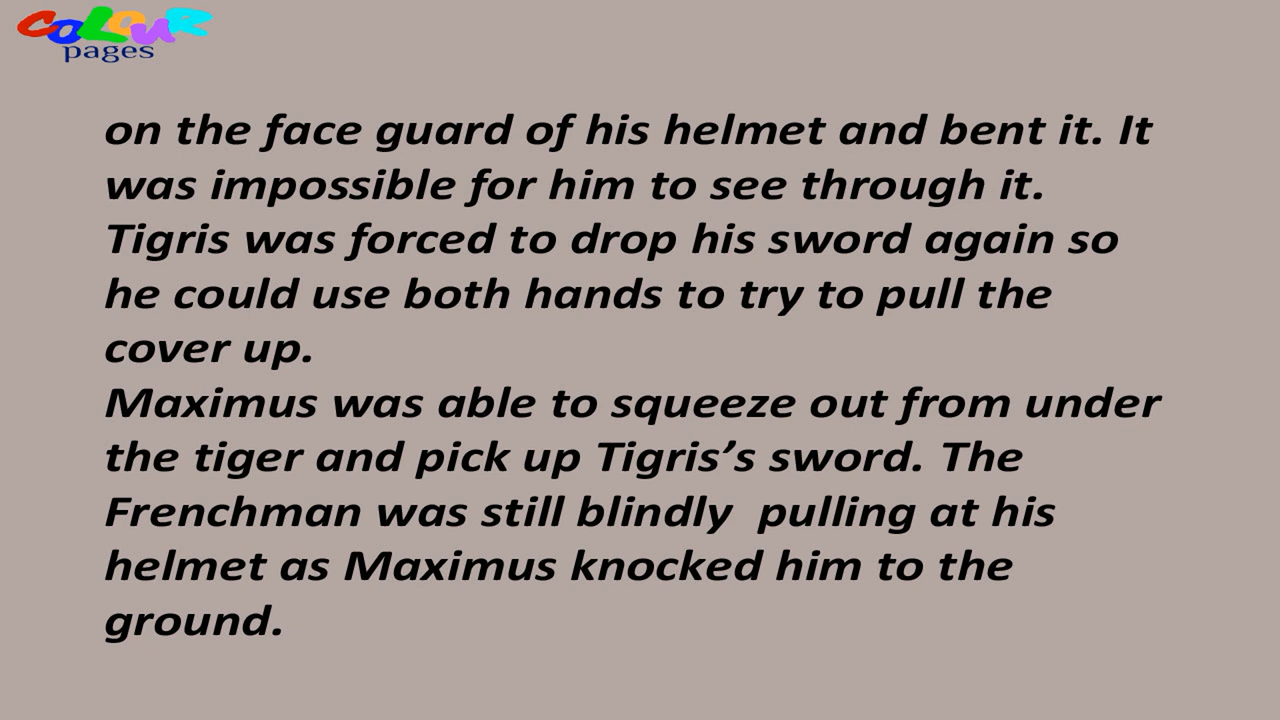 COLOUR
pages
on the face guard of his helmet and bent it. It
was impossible for him to see through it.
Tigris was forced to drop his sword again so
he could use both hands to try to pull the
cover up.
Maximus was able to squeeze out from under
the tiger and pick up Tigris’s sword. The
Frenchman was still blindly  pulling at his
helmet as Maximus knocked him to the
ground.